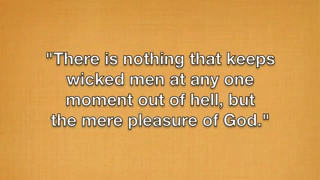 "There is nothing that keeps
wicked men at any one
moment out of hell, but
the mere pleasure of God."